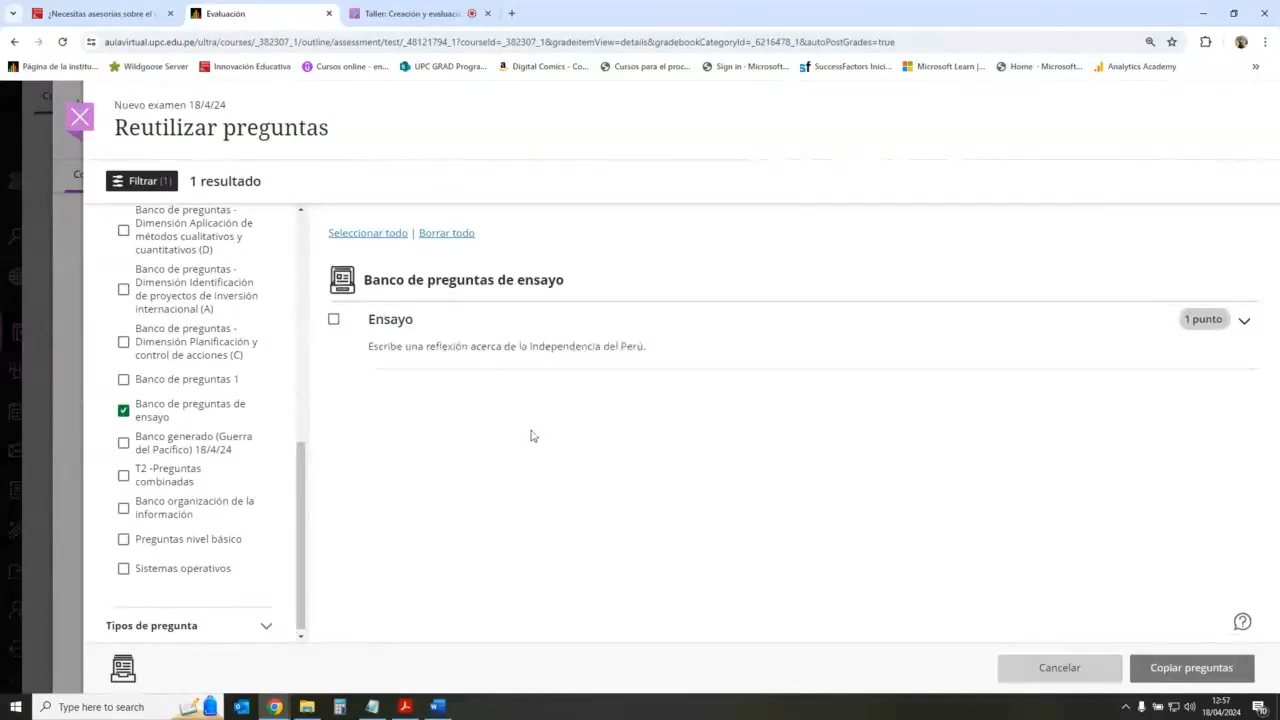 ¿Necesitas asesorías sobre el
Evaluación
Taller: Creación y evaluació
aulavirtual.upc.edu.pe/ultra/courses/_382307_1/outline/assessment/test/_48121794_1?courseId=_382307_1&gradeitemView=details&gradebookCategoryId=_6216478_1&autoPostGrades=true
Página de la institu...
Wildgoose Server
Innovación Educativa
Cursos online - en...
UPC GRAD Progra...
Digital Comics - Co...
Cursos para el proc...
Sign in - Microsoft...
SuccessFactors Inici...
Microsoft Learn |...
Home - Microsoft...
Analytics Academy
Nuevo examen 18/4/24
Reutilizar preguntas
Filtrar (1)
1 resultado
Banco de preguntas -
Dimensión Aplicación de
métodos cualitativos y
cuantitativos (D)
Banco de preguntas -
Dimensión Identificación
de proyectos de inversión
internacional (A)
Banco de preguntas -
Dimensión Planificación y
control de acciones (C)
Banco de preguntas 1
Banco de preguntas de
ensayo
Banco generado (Guerra
del Pacífico) 18/4/24
T2 -Preguntas
combinadas
Banco organización de la
información
Preguntas nivel básico
Sistemas operativos
Tipos de pregunta
Seleccionar todo | Borrar todo
Banco de preguntas de ensayo
Ensayo
1 punto
Escribe una reflexión acerca de la Independencia del Perú.
Cancelar
Copiar preguntas
Type here to search
12:57
18/04/2024